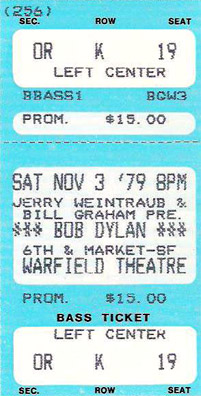 (256)
SEC. ROW SEAT
OR K 19
LEFT CENTER
BBASS1 BGW3
PROM. $15.00
SAT NOV 3 '79 8PM
JERRY WEINTRAUB &
BILL GRAHAM PRE.
*** BOB DYLAN ***
6TH & MARKET-SF
WARFIELD THEATRE
PROM. $15.00
BASS TICKET
LEFT CENTER
OR K 19
SEC. ROW SEAT